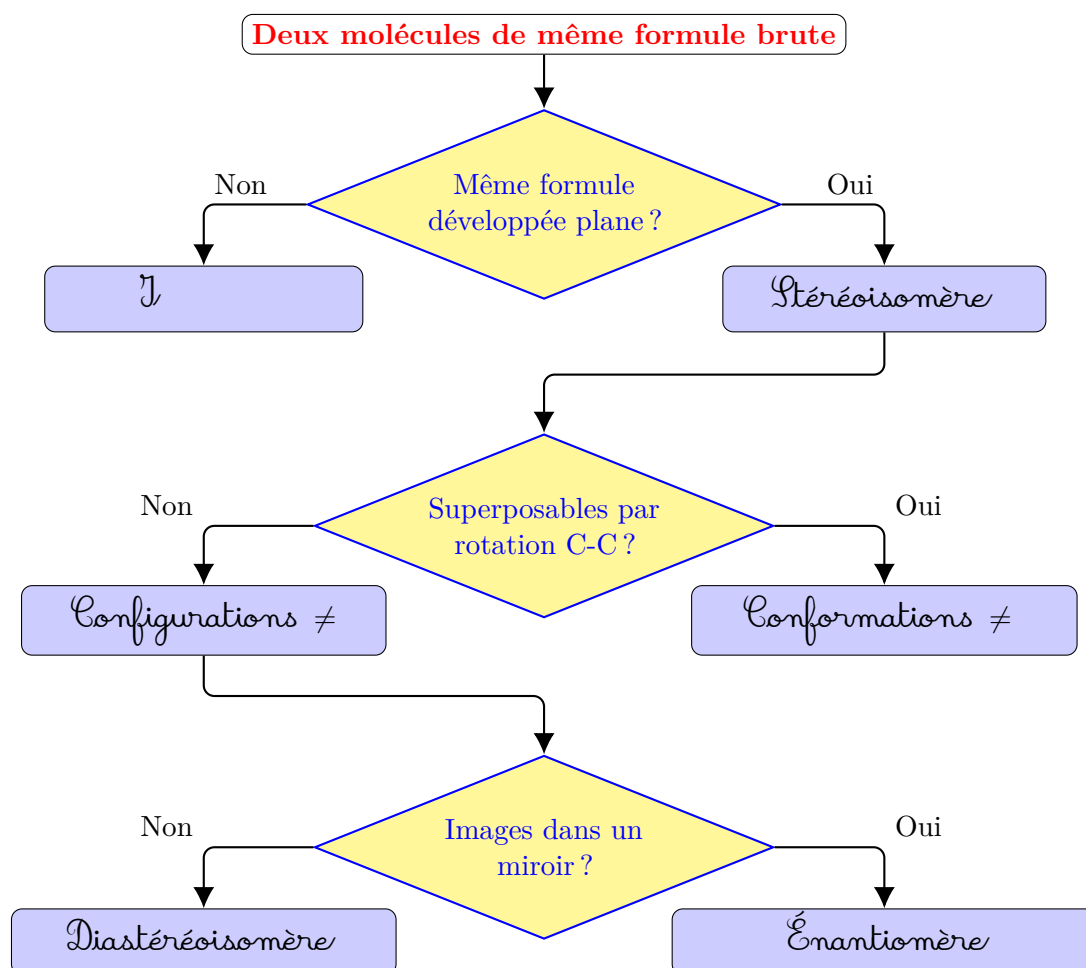 Deux molécules de même formule brute
Même formule
développée plane ?
Non
Oui
I
Stéréoisomère
Superposables par
rotation C-C ?
Non
Oui
Configurations ≠
Conformations ≠
Images dans un
miroir ?
Non
Oui
Diastéréoisomère
Énantiomère